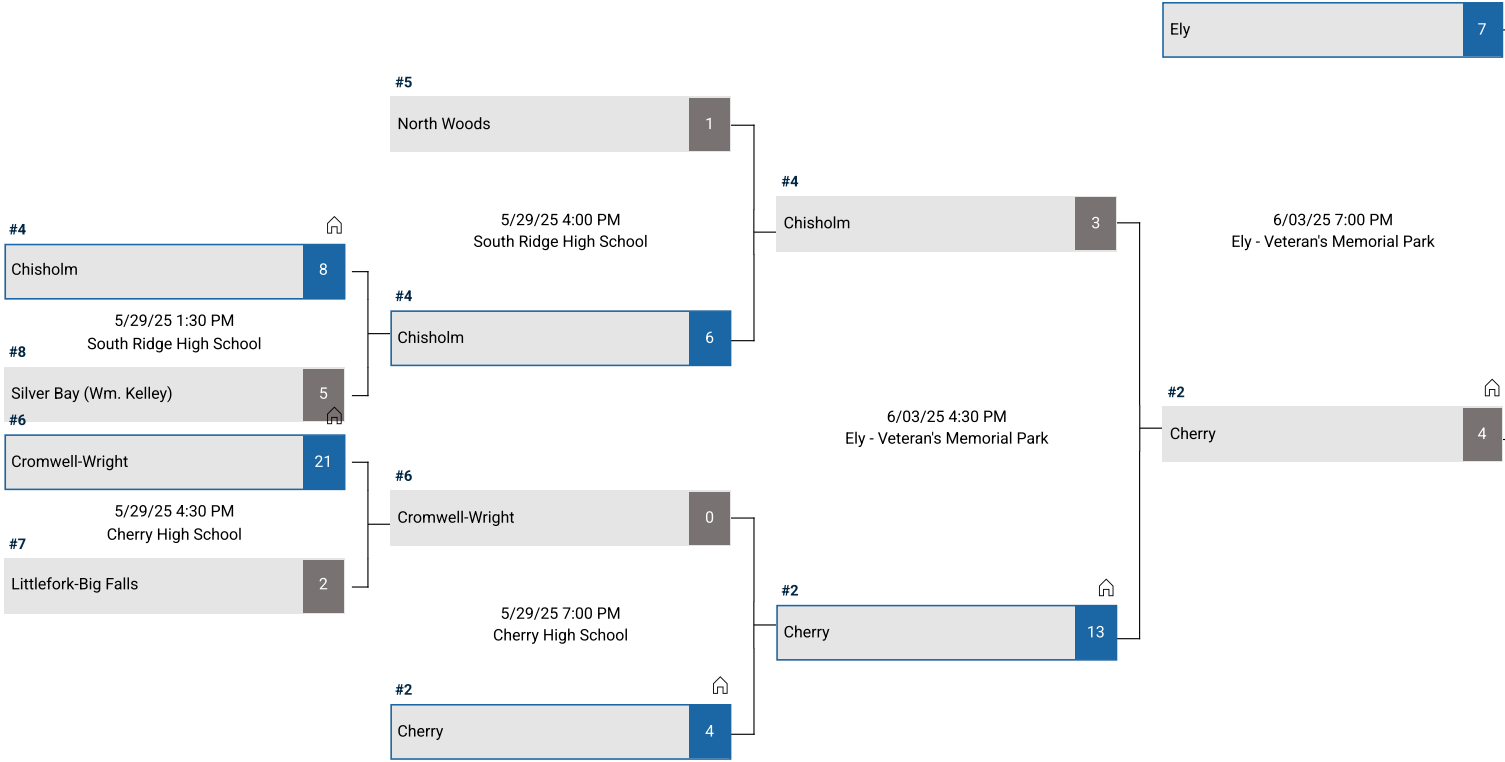 #4
Chisholm
8
5/29/25 1:30 PM
South Ridge High School
#8
Silver Bay (Wm. Kelley)
5
#6
Cromwell-Wright
21
5/29/25 4:30 PM
Cherry High School
#7
Littlefork-Big Falls
2
#5
North Woods
1
5/29/25 4:00 PM
South Ridge High School
#4
Chisholm
6
#6
Cromwell-Wright
0
5/29/25 7:00 PM
Cherry High School
#2
Cherry
4
#4
Chisholm
3
6/03/25 4:30 PM
Ely - Veteran's Memorial Park
#2
Cherry
13
Ely
7
6/03/25 7:00 PM
Ely - Veteran's Memorial Park
#2
Cherry
4